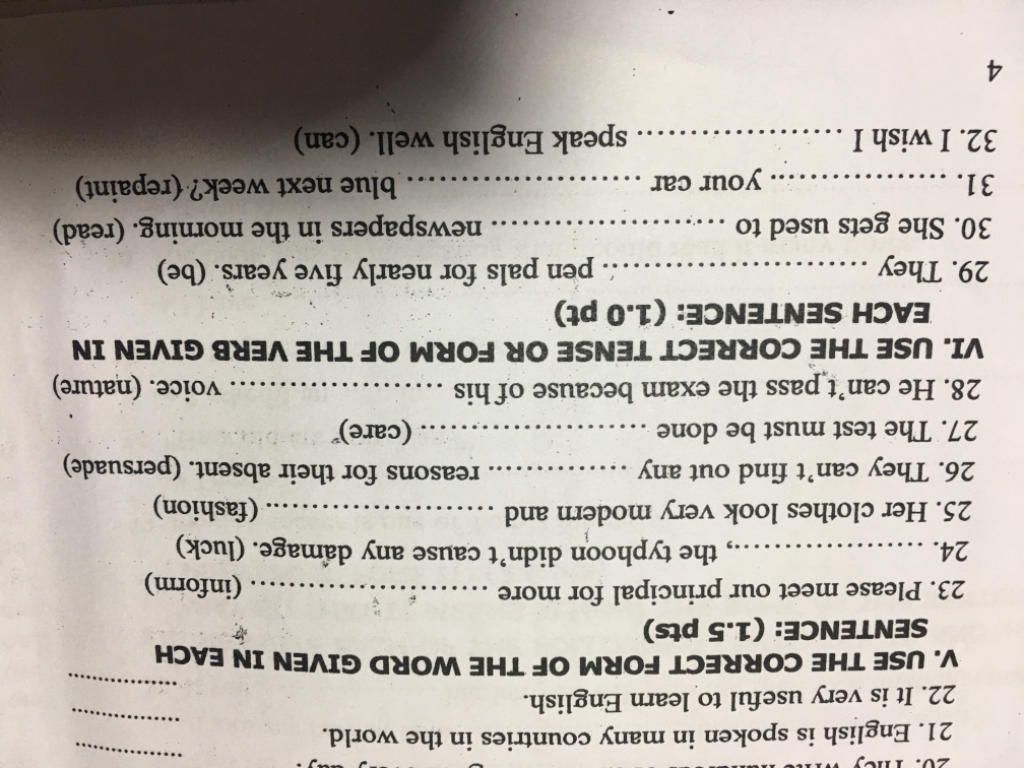 21. English is spoken in many countries in the world. ....................
22. It is very useful to learn English. ....................
V. USE THE CORRECT FORM OF THE WORD GIVEN IN EACH
SENTENCE: (1.5 pts)
23. Please meet our principal for more ............................ (inform)
24. ......................, the typhoon didn't cause any damage. (luck)
25. Her clothes look very modern and ........................... (fashion)
26. They can't find out any ................ reasons for their absent. (persuade)
27. The test must be done ........................... (care)
28. He can't pass the exam because of his ......................... voice. (nature)
VI. USE THE CORRECT TENSE OR FORM OF THE VERB GIVEN IN
EACH SENTENCE: (1.0 pt)
29. They .............................. pen pals for nearly five years. (be)
30. She gets used to ........................... newspapers in the morning. (read)
31. .................... your car ........................... blue next week? (repaint)
32. I wish I ........................ speak English well. (can)
4